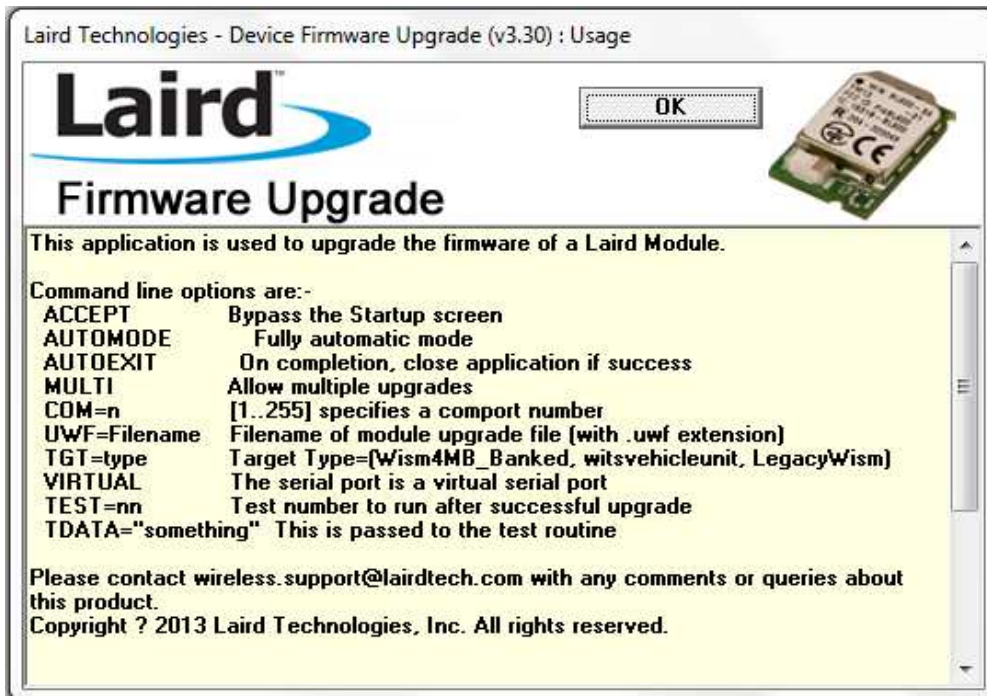 Laird Technologies - Device Firmware Upgrade (v3.30) : Usage
Laird™
OK
Firmware Upgrade
This application is used to upgrade the firmware of a Laird Module.
Command line options are:-
ACCEPT Bypass the Startup screen
AUTOMODE Fully automatic mode
AUTOEXIT On completion, close application if success
MULTI Allow multiple upgrades
COM=n [1..255] specifies a comport number
UWF=Filename Filename of module upgrade file (with .uwf extension)
TGT=type Target Type=(Wism4MB_Banked, witsvehicleunit, LegacyWism)
VIRTUAL The serial port is a virtual serial port
TEST=nn Test number to run after successful upgrade
TDATA="something" This is passed to the test routine
Please contact wireless.support@lairdtech.com with any comments or queries about
this product.
Copyright ? 2013 Laird Technologies, Inc. All rights reserved.